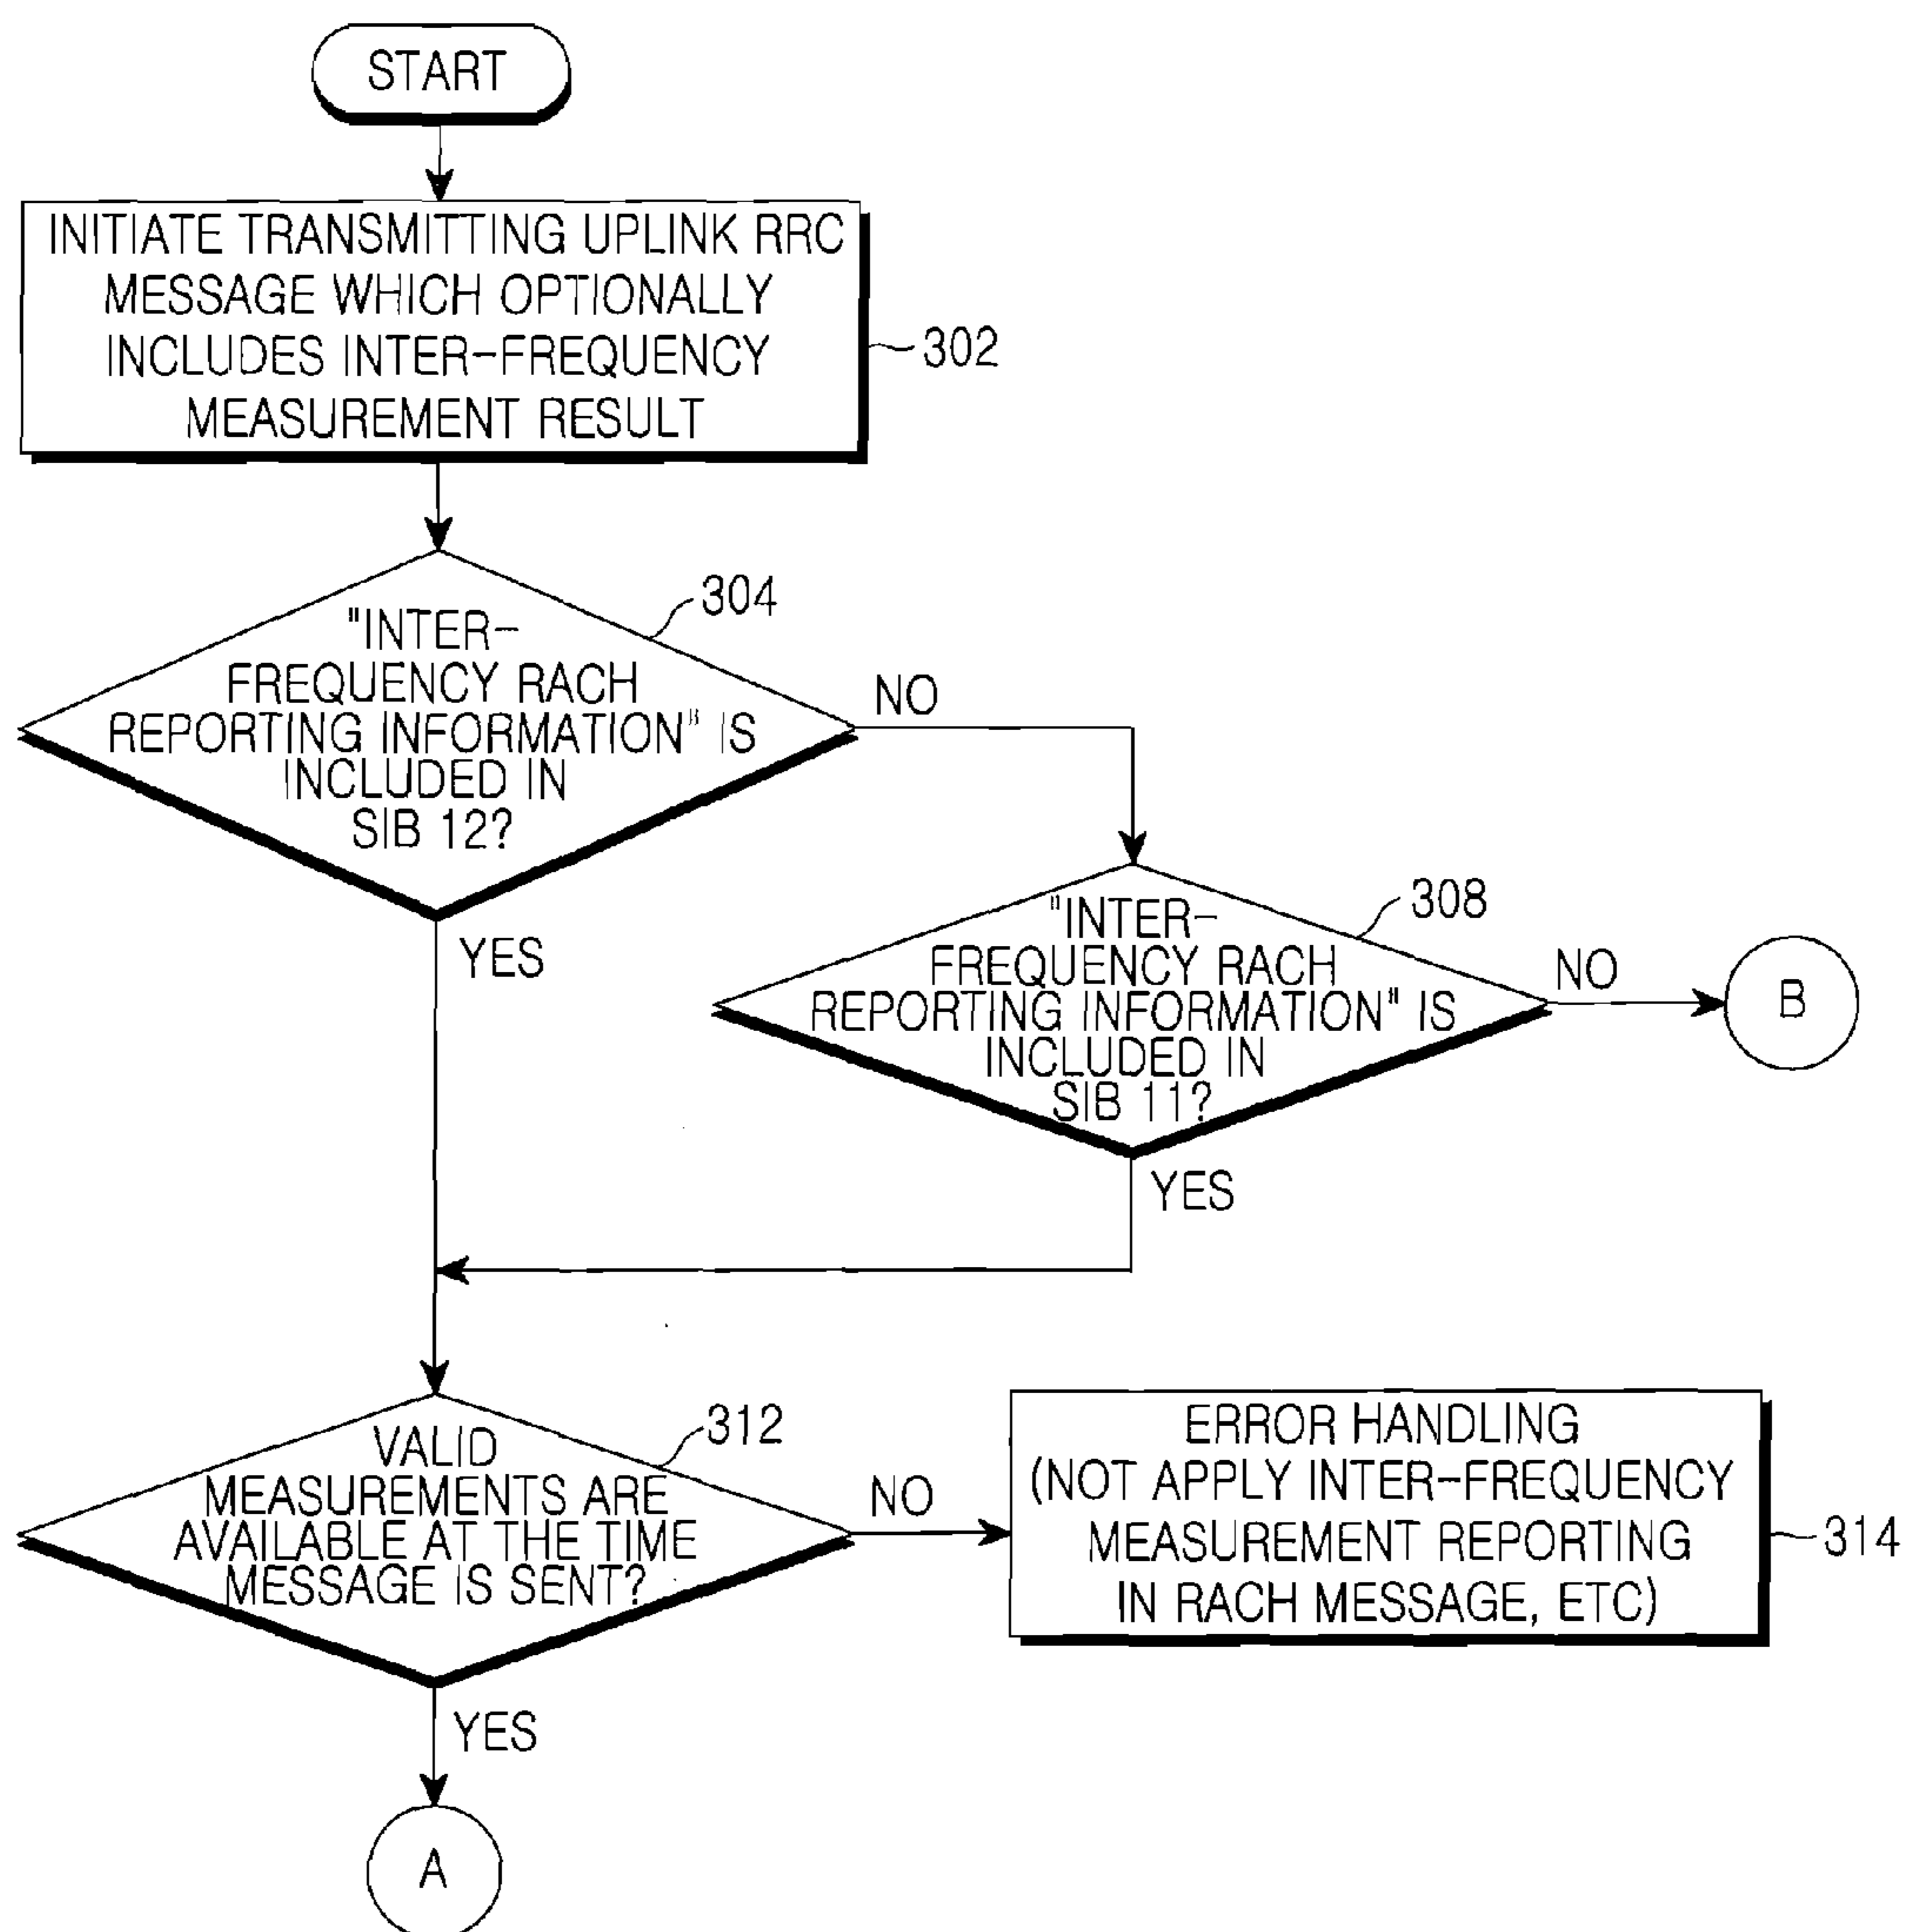 START
INITIATE TRANSMITTING UPLINK RRC
MESSAGE WHICH OPTIONALLY
INCLUDES INTER-FREQUENCY
MEASUREMENT RESULT
302
304
"INTER-
FREQUENCY RACH
REPORTING INFORMATION" IS
INCLUDED IN
SIB 12?
NO
YES
308
"INTER-
FREQUENCY RACH
REPORTING INFORMATION" IS
INCLUDED IN
SIB 11?
NO
B
YES
312
VALID
MEASUREMENTS ARE
AVAILABLE AT THE TIME
MESSAGE IS SENT?
NO
ERROR HANDLING
(NOT APPLY INTER-FREQUENCY
MEASUREMENT REPORTING
IN RACH MESSAGE, ETC)
314
YES
A